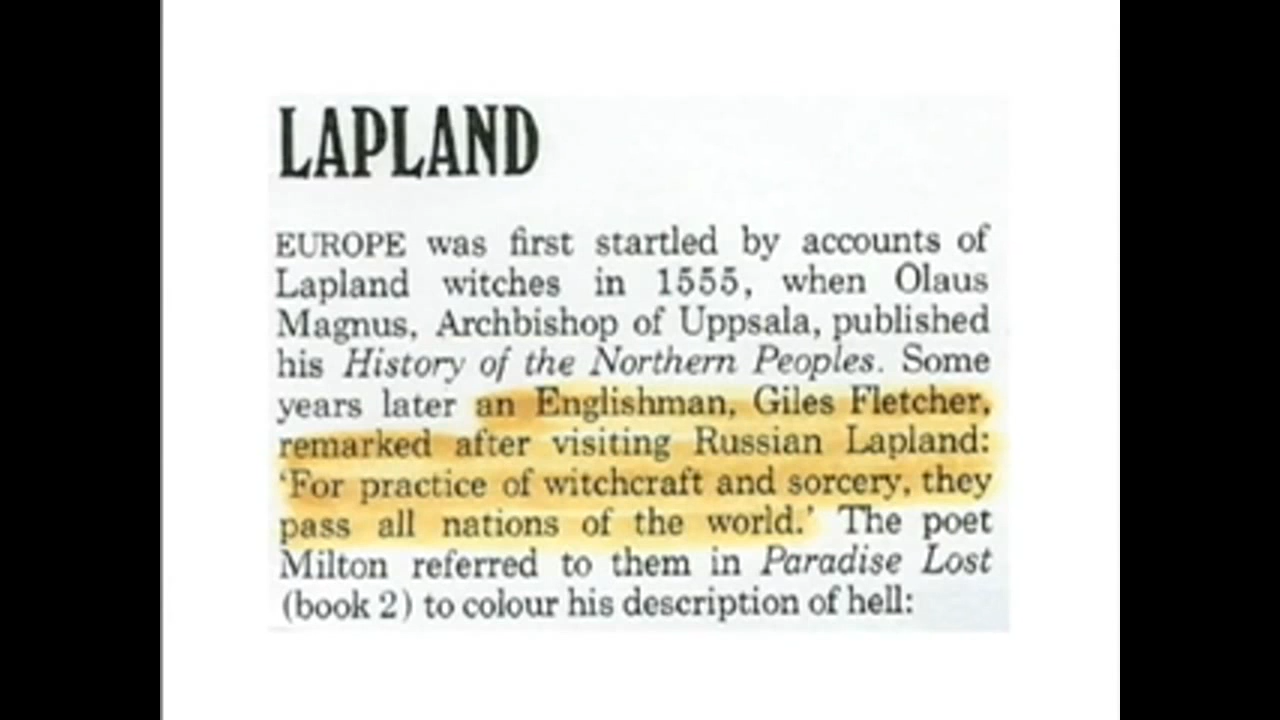 LAPLAND
EUROPE was first startled by accounts of
Lapland witches in 1555, when Olaus
Magnus, Archbishop of Uppsala, published
his History of the Northern Peoples. Some
years later an Englishman, Giles Fletcher,
remarked after visiting Russian Lapland:
‘For practice of witchcraft and sorcery, they
pass all nations of the world.’ The poet
Milton referred to them in Paradise Lost
(book 2) to colour his description of hell: